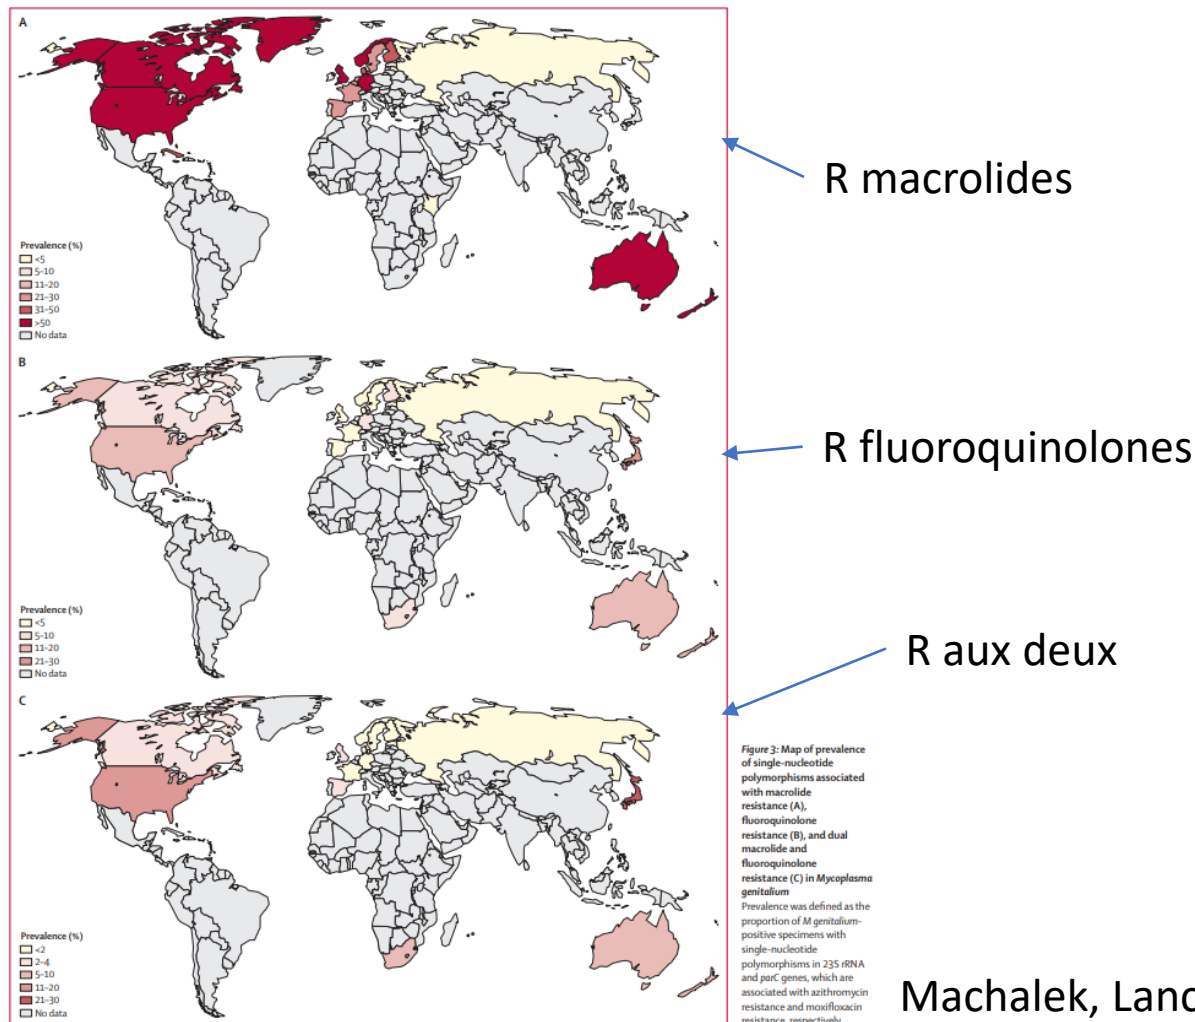 A
R macrolides
Prevalence (%)
<5
5–10
11–20
21–30
31–50
>50
No data
B
R fluoroquinolones
Prevalence (%)
<5
5–10
11–20
21–30
No data
R aux deux
C
Prevalence (%)
<2
2–4
5–10
11–20
21–30
No data
Figure 3: Map of prevalence
of single-nucleotide
polymorphisms associated
with macrolide
resistance (A),
fluoroquinolone
resistance (B), and dual
macrolide and
fluoroquinolone
resistance (C) in Mycoplasma
genitalium
Prevalence was defined as the
proportion of M genitalium-
positive specimens with
single-nucleotide
polymorphisms in 23S rRNA
and parC genes, which are
associated with azithromycin
resistance and moxifloxacin
resistance, respectively
Machalek, Lanc